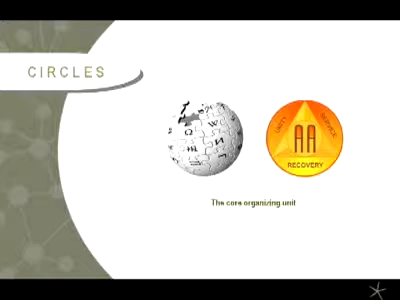 CIRCLES
Ω W И
UNITY SERVICE
AA
RECOVERY
The core organizing unit